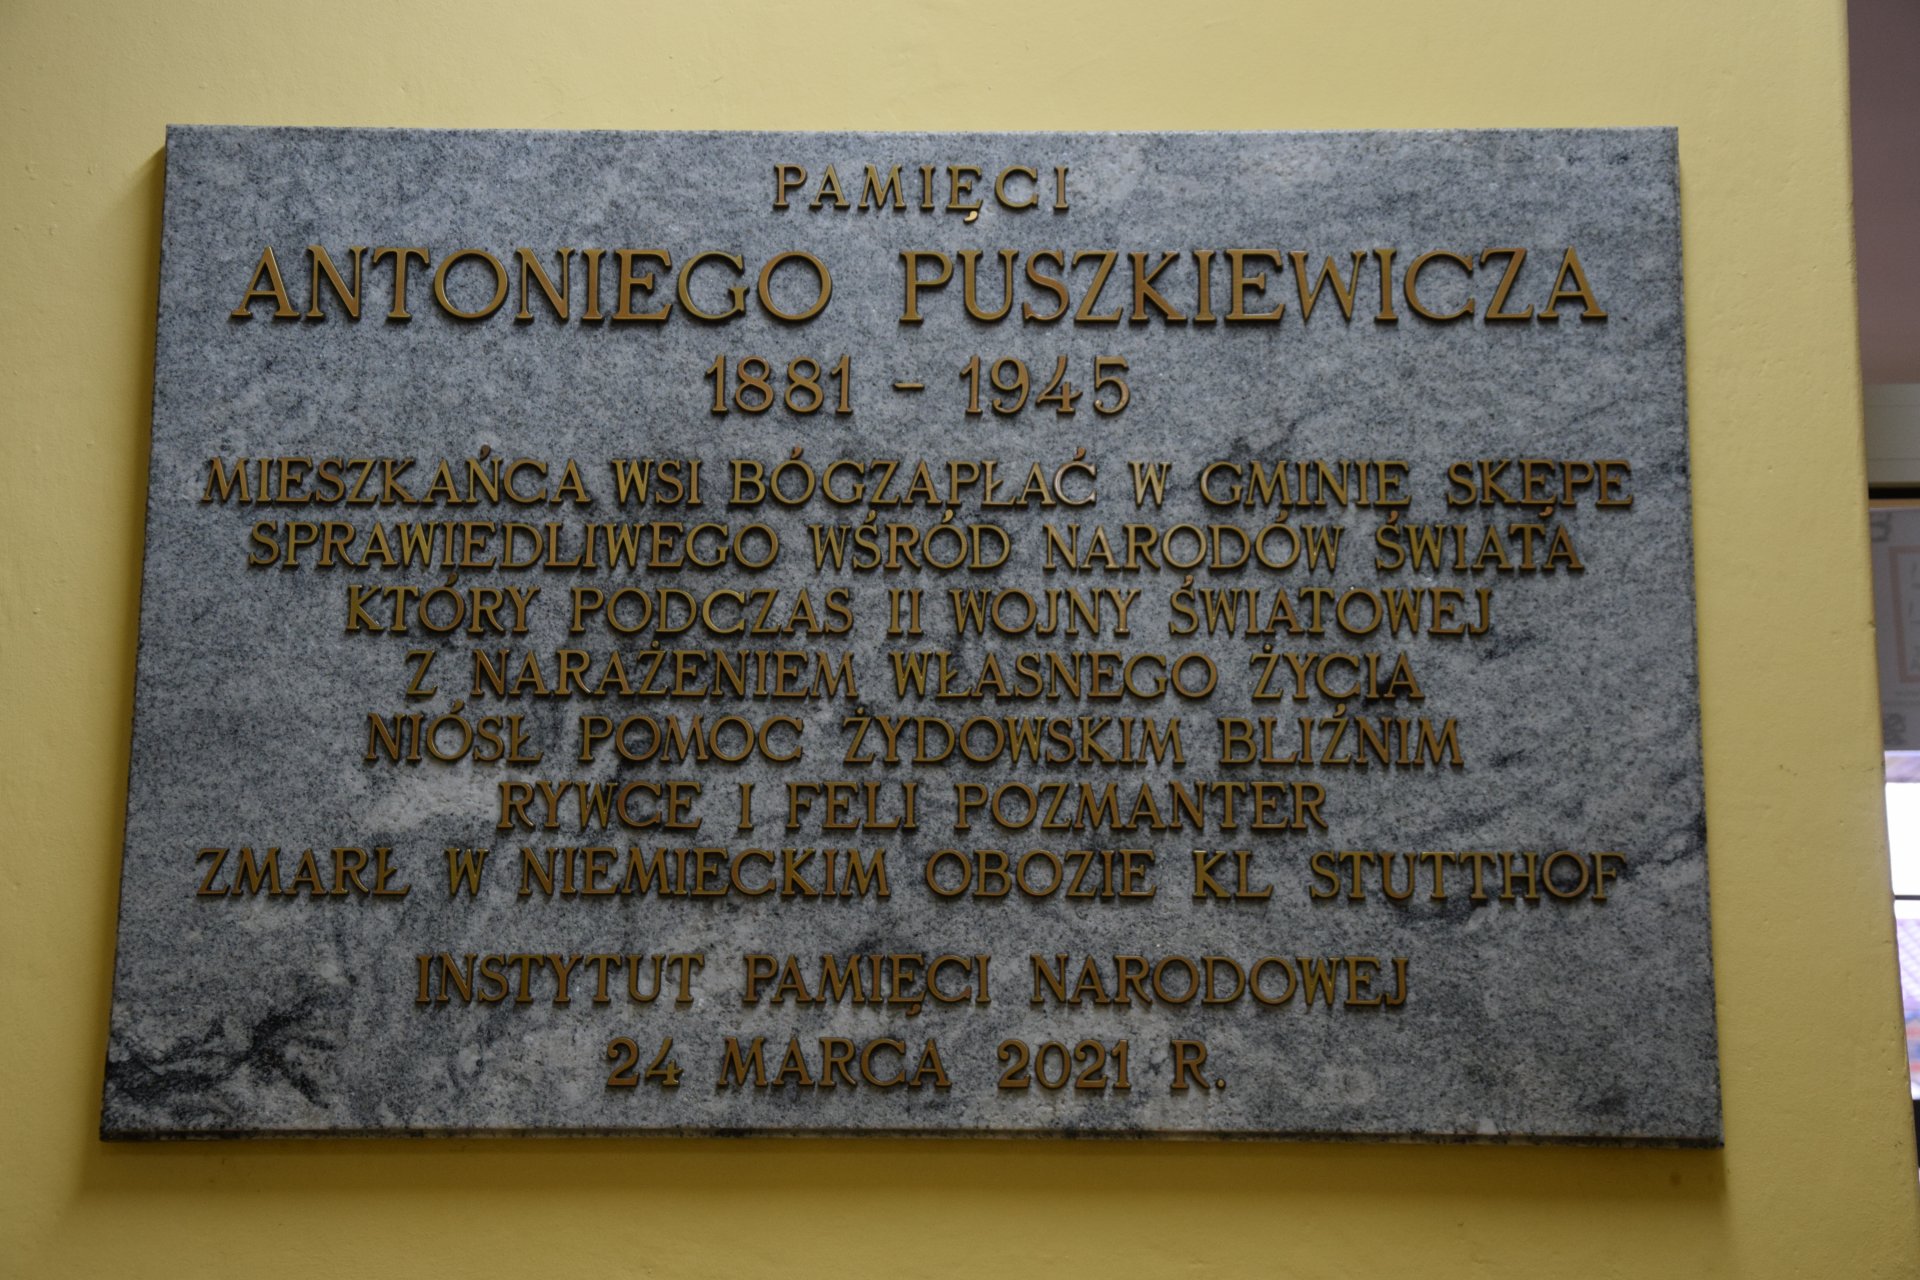 PAMIĘCI
ANTONIEGO PUSZKIEWICZA
1881 - 1945
MIESZKAŃCA WSI BÓGZAPŁAĆ W GMINIE SKĘPE
SPRAWIEDLIWEGO WŚRÓD NARODÓW ŚWIATA
KTÓRY PODCZAS II WOJNY ŚWIATOWEJ
Z NARAŻENIEM WŁASNEGO ŻYCIA
NIÓSŁ POMOC ŻYDOWSKIM BLIŹNIM
RYWCE I FELI POZMANTER
ZMARŁ W NIEMIECKIM OBOZIE KL STUTTHOF
INSTYTUT PAMIĘCI NARODOWEJ
24 MARCA 2021 R.